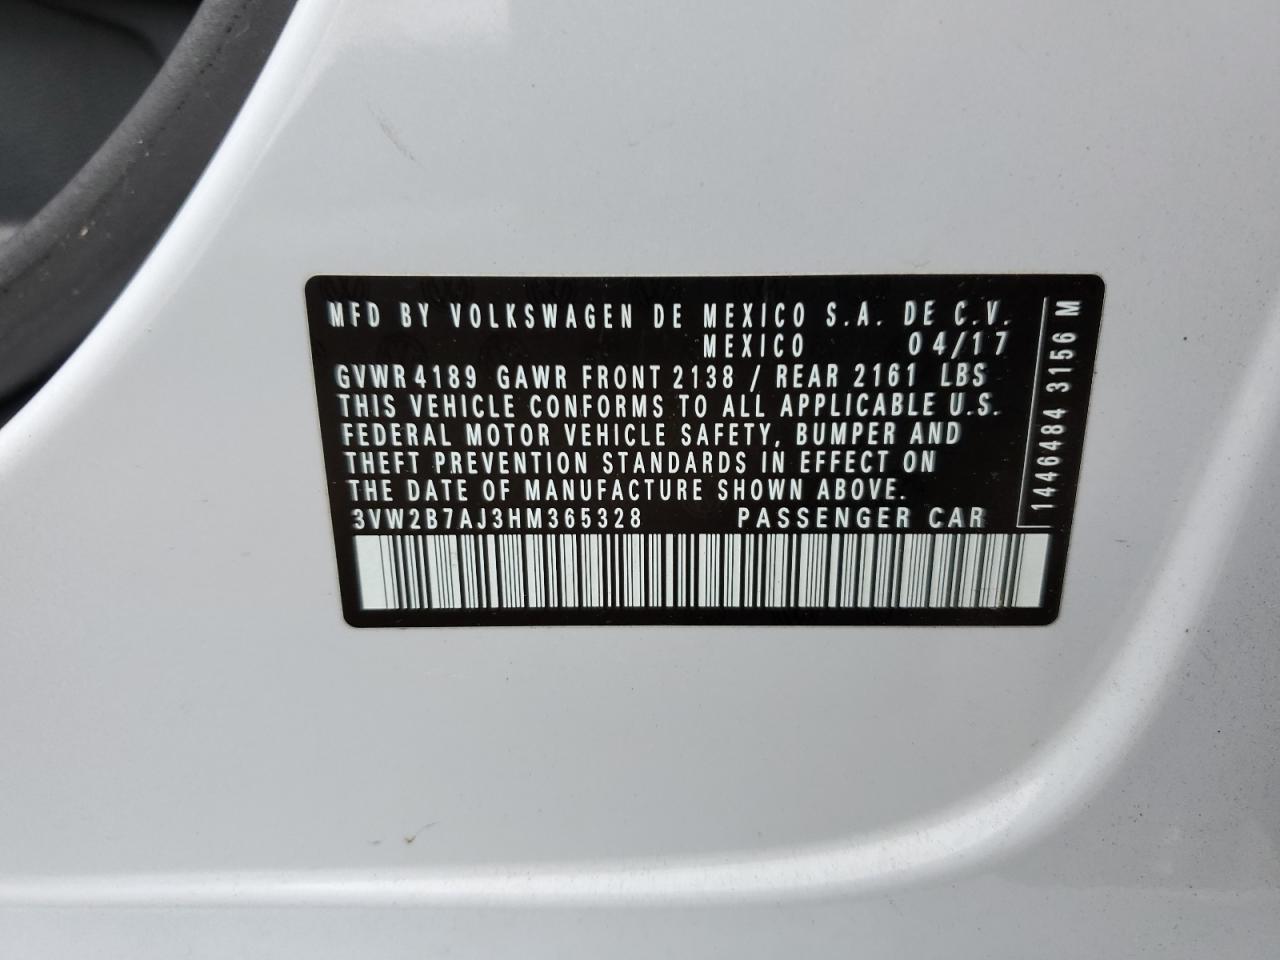 MFD BY VOLKSWAGEN DE MEXICO S.A. DE C.V.
MEXICO 04/17
GVWR 4189 GAWR FRONT 2138 / REAR 2161 LBS
THIS VEHICLE CONFORMS TO ALL APPLICABLE U.S.
FEDERAL MOTOR VEHICLE SAFETY, BUMPER AND
THEFT PREVENTION STANDARDS IN EFFECT ON
THE DATE OF MANUFACTURE SHOWN ABOVE.
3VW2B7AJ3HM365328 PASSENGER CAR
1446484 3156 M